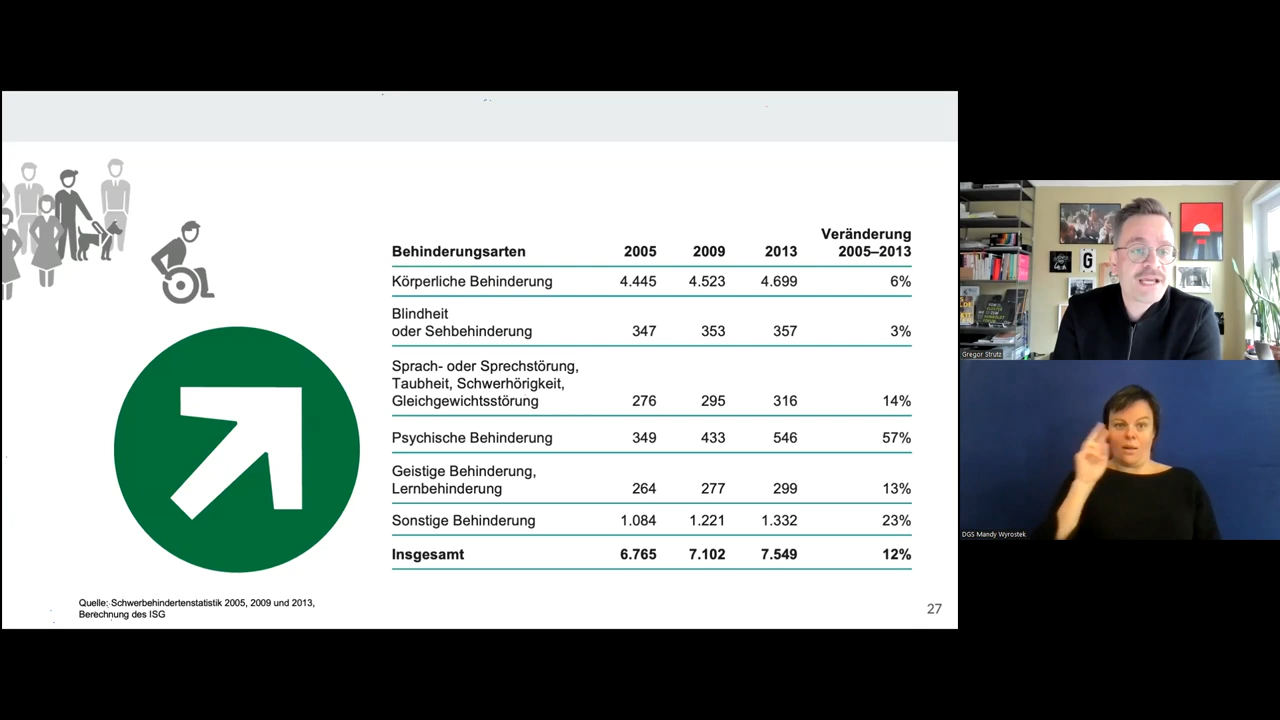 Veränderung
Behinderungsarten 2005 2009 2013 2005–2013
Körperliche Behinderung 4.445 4.523 4.699 6%
Blindheit
oder Sehbehinderung 347 353 357 3%
Sprach- oder Sprechstörung,
Taubheit, Schwerhörigkeit,
Gleichgewichtsstörung 276 295 316 14%
Psychische Behinderung 349 433 546 57%
Geistige Behinderung,
Lernbehinderung 264 277 299 13%
Sonstige Behinderung 1.084 1.221 1.332 23%
Insgesamt 6.765 7.102 7.549 12%
Quelle: Schwerbehindertenstatistik 2005, 2009 und 2013,
Berechnung des ISG
27
G
Gregor Strutz
DGS Mandy Wyrostek